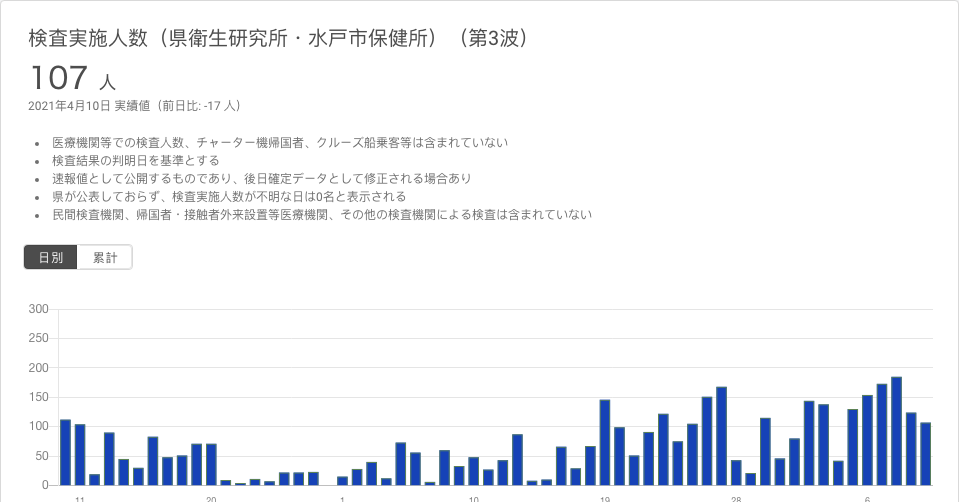 検査実施人数（県衛生研究所・水戸市保健所）（第3波）
107 人
2021年4月10日 実績値（前日比: -17 人）
• 医療機関等での検査人数、チャーター機帰国者、クルーズ船乗客等は含まれていない
• 検査結果の判明日を基準とする
• 速報値として公開するものであり、後日確定データとして修正される場合あり
• 県が公表しておらず、検査実施人数が不明な日は0名と表示される
• 民間検査機関、帰国者・接触者外来設置等医療機関、その他の検査機関による検査は含まれていない
日別 累計
300
250
200
150
100
50
0
11 20 1 10 19 28 6